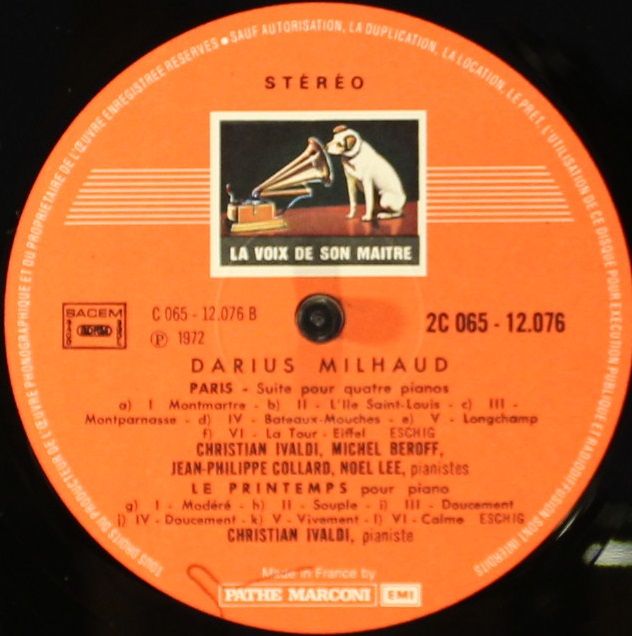 TOUS DROITS DU PRODUCTEUR DE L'ŒUVRE PHONOGRAPHIQUE ET DU PROPRIETAIRE DE L'ŒUVRE ENREGISTREE RESERVES ● SAUF AUTORISATION, LA DUPLICATION, LA LOCATION, LE PRET, L'UTILISATION DE CE DISQUE POUR EXECUTION PUBLIQUE ET RADIODIFFUSION SONT INTERDITS
STÉRÉO
LA VOIX DE SON MAITRE
SACEM
C 065 - 12.076 B
2C 065 - 12.076
Ⓟ 1972
DARIUS MILHAUD
PARIS - Suite pour quatre pianos
a) I Montmartre - b) II - L'Ile Saint-Louis - c) III -
Montparnasse - d) IV - Bateaux-Mouches - e) V - Longchamp
f) VI - La Tour - Eiffel ESCHIG
CHRISTIAN IVALDI, MICHEL BEROFF,
JEAN-PHILIPPE COLLARD, NOEL LEE, pianistes
LE PRINTEMPS pour piano
g) I - Modéré - h) II - Souple - i) III - Doucement
j) IV - Doucement - k) V - Vivement - l) VI - Calme ESCHIG
CHRISTIAN IVALDI, pianiste
Made in France by
PATHE MARCONI EMI